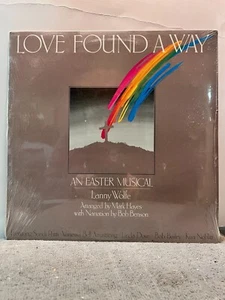 LOVE FOUND A WAY
AN EASTER MUSICAL
Lanny Wolfe
Arranged by Mark Hayes
with Narration by Bob Benson